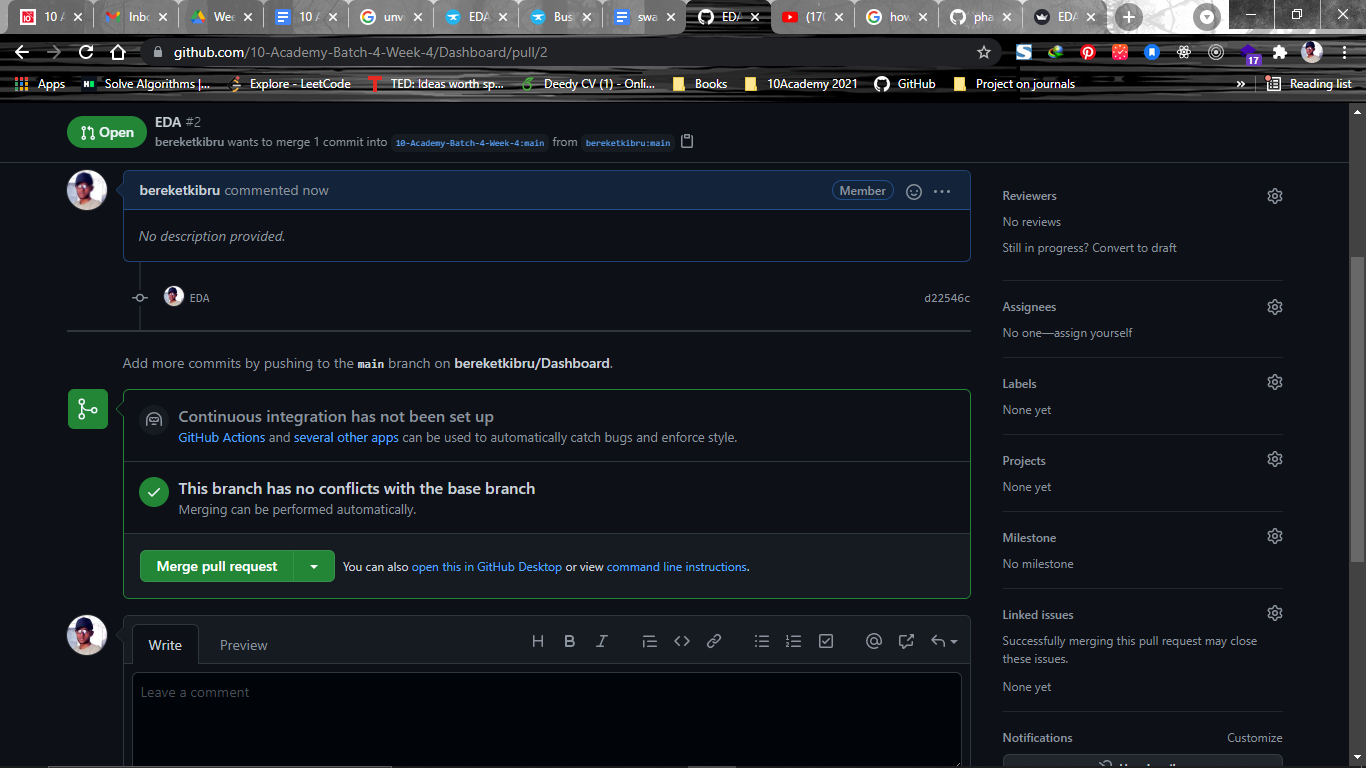 10 A
Inbo
Wee
10 A
unv
EDA
Bus
swa
EDA
(170
how
pha
EDA
github.com/10-Academy-Batch-4-Week-4/Dashboard/pull/2
17
Apps
Solve Algorithms |...
Explore - LeetCode
TED: Ideas worth sp...
Deedy CV (1) - Onli...
Books
10Academy 2021
GitHub
Project on journals
»
Reading list
Open
EDA #2
bereketkibru wants to merge 1 commit into 10-Academy-Batch-4-Week-4:main from bereketkibru:main
bereketkibru commented now
Member
No description provided.
EDA
d22546c
Add more commits by pushing to the main branch on bereketkibru/Dashboard.
Continuous integration has not been set up
GitHub Actions and several other apps can be used to automatically catch bugs and enforce style.
This branch has no conflicts with the base branch
Merging can be performed automatically.
Merge pull request
You can also open this in GitHub Desktop or view command line instructions.
Write
Preview
Leave a comment
Reviewers
No reviews
Still in progress? Convert to draft
Assignees
No one—assign yourself
Labels
None yet
Projects
None yet
Milestone
No milestone
Linked issues
Successfully merging this pull request may close
these issues.
None yet
Notifications
Customize